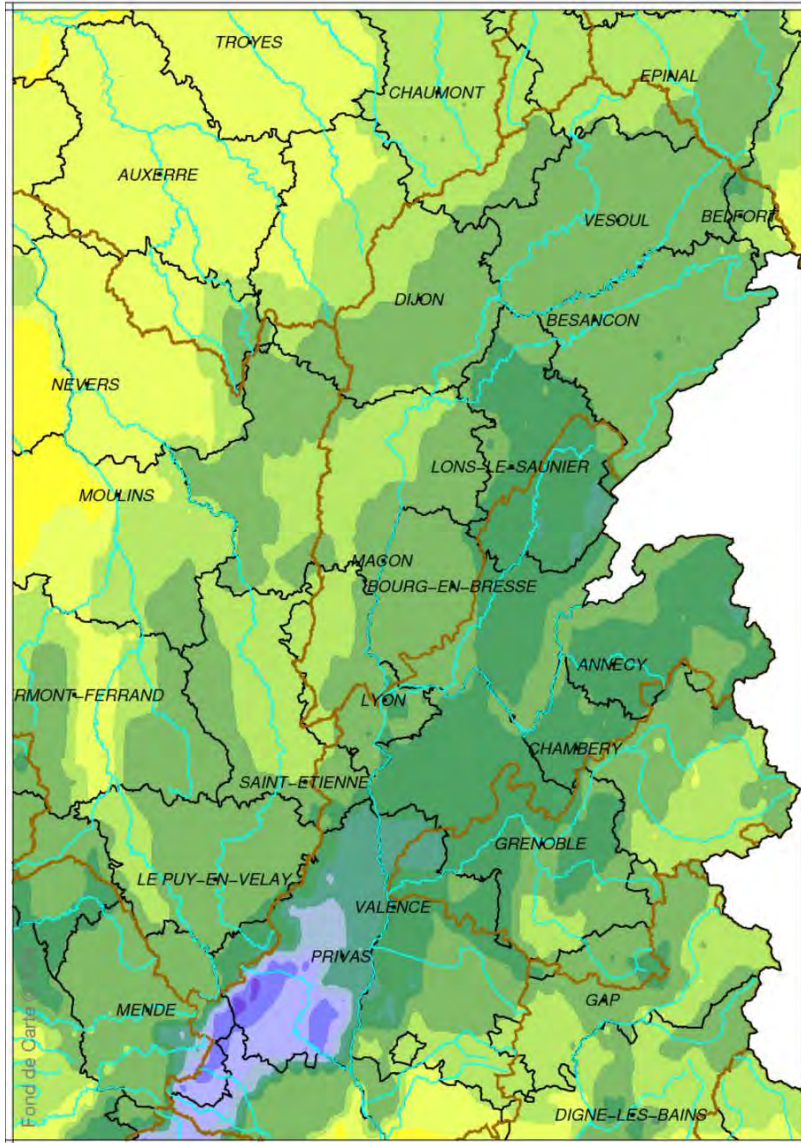 TROYES
EPINAL
CHAUMONT
AUXERRE
VESOUL
BELFORT
DIJON
BESANCON
NEVERS
LONS-LE-SAUNIER
MOULINS
MACON
BOURG-EN-BRESSE
ANNECY
ERMONT-FERRAND
LYON
CHAMBERY
SAINT-ETIENNE
GRENOBLE
LE PUY-EN-VELAY
VALENCE
PRIVAS
GAP
MENDE
DIGNE-LES-BAINS
Fond de Carte